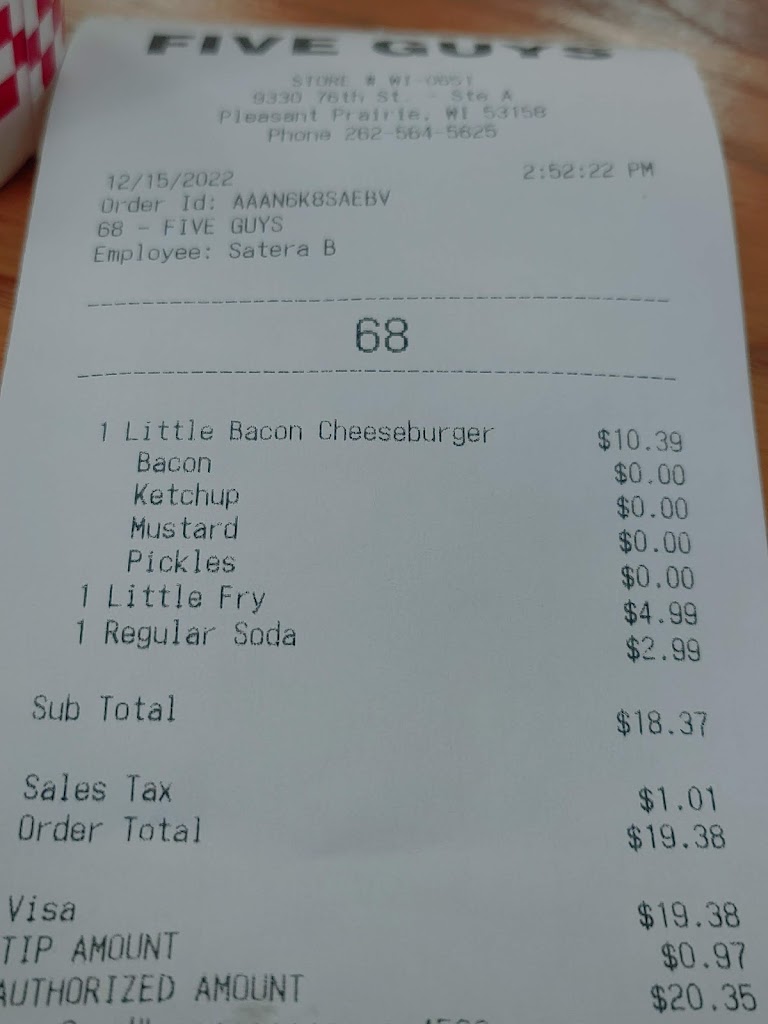 FIVE GUYS
STORE # WI-0651
9330 76th St. - Ste A
Pleasant Prairie, WI 53158
Phone 262-564-5625
12/15/2022 2:52:22 PM
Order Id: AAAN6K8SAEBV
68 - FIVE GUYS
Employee: Satera B
68
1 Little Bacon Cheeseburger $10.39
Bacon $0.00
Ketchup $0.00
Mustard $0.00
Pickles $0.00
1 Little Fry $4.99
1 Regular Soda $2.99
Sub Total $18.37
Sales Tax $1.01
Order Total $19.38
Visa $19.38
TIP AMOUNT $0.97
AUTHORIZED AMOUNT $20.35